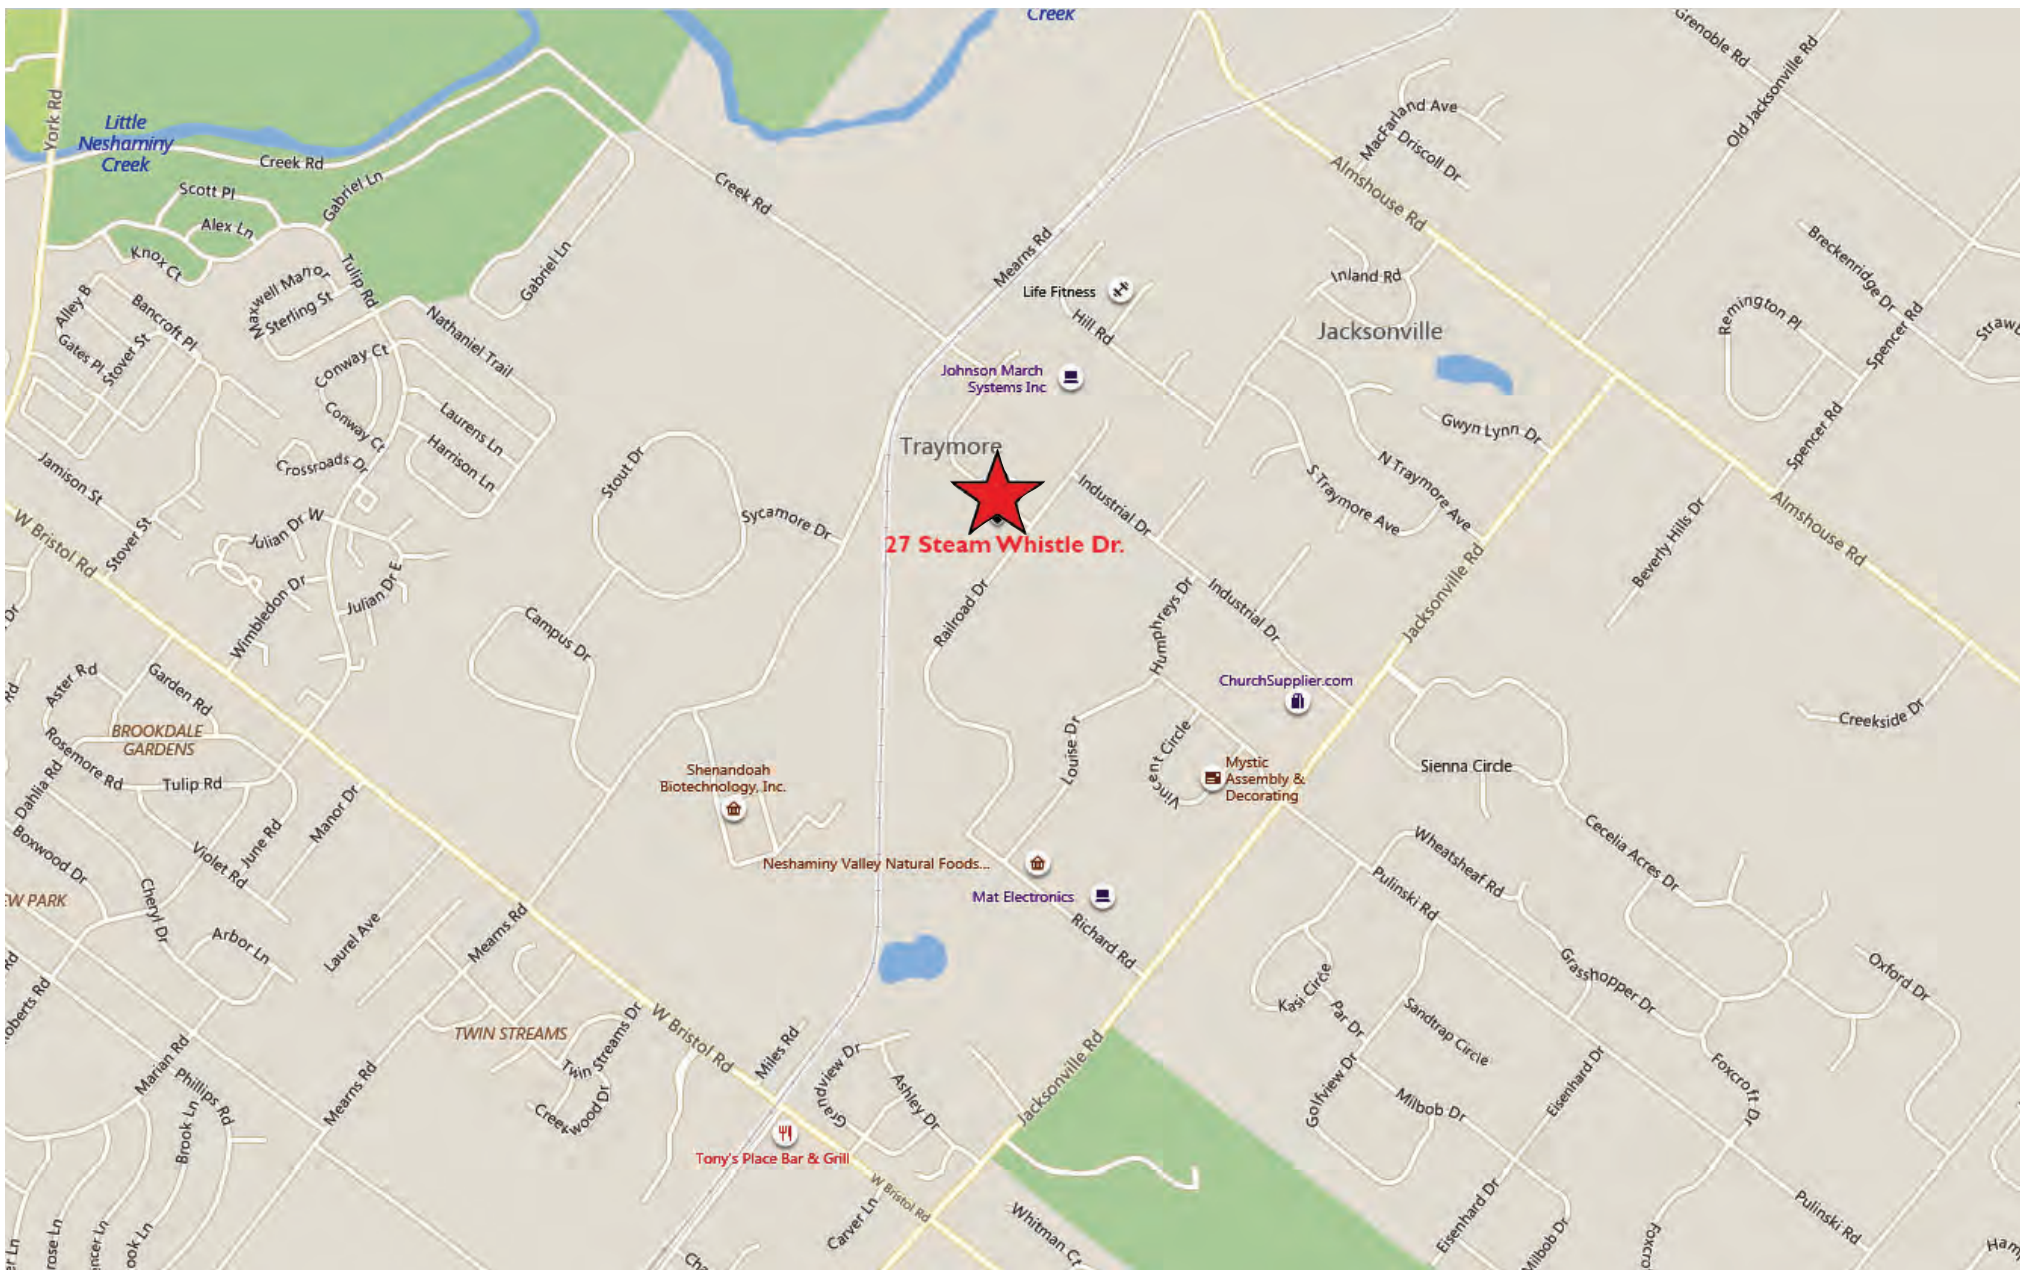 Creek
Grenoble Rd
Old Jacksonville Rd
York Rd
Little
Neshaminy
Creek
Creek Rd
MacFarland Ave
Driscoll Dr
Almshouse Rd
Scott Pl
Gabriel Ln
Creek Rd
Alex Ln
Knox Ct
Mearns Rd
Breckenridge Dr
Maxwell Manor
Tulip Rd
Gabriel Ln
Inland Rd
Life Fitness
Alley B
Bancroft Pl
Sterling St
Nathaniel Trail
Hill Rd
Jacksonville
Remington Pl
Spencer Rd
Gates Pl
Stover St
Conway Ct
Johnson March
Systems Inc
Laurens Ln
Conway Ct
Harrison Ln
Gwyn Lynn Dr
Spencer Rd
Traymore
Crossroads Dr
Stout Dr
N Traymore Ave
S Traymore Ave
Jamison St
Industrial Dr
Almshouse Rd
W Bristol Rd
Stover St
Julian Dr W
Sycamore Dr
27 Steam Whistle Dr.
Beverly Hills Dr
Julian Dr E
Wimbledon Dr
Campus Dr
Railroad Dr
Humphreys Dr
Industrial Dr
Jacksonville Rd
Dr
Rd
Aster Rd
Garden Rd
ChurchSupplier.com
Creekside Dr
BROOKDALE
GARDENS
Rosemore Rd
Louise Dr
Vincent Circle
Mystic
Assembly &
Decorating
Sienna Circle
Shenandoah
Biotechnology, Inc.
Dahlia Rd
Tulip Rd
Manor Dr
Boxwood Dr
Violet Rd
June Rd
Neshaminy Valley Natural Foods...
Wheatsheaf Rd
Cecelia Acres Dr
Pulinski Rd
EW PARK
Cheryl Dr
Mat Electronics
Richard Rd
Arbor Ln
Laurel Ave
Mearns Rd
Rd
Roberts Rd
Grasshopper Dr
Oxford Dr
Kasi Circle
Par Dr
Sandtrap Circle
TWIN STREAMS
Twin Streams Dr
W Bristol Rd
Miles Rd
Grandview Dr
Ashley Dr
Jacksonville Rd
Marian Rd
Phillips Rd
Mearns Rd
Creekwood Dr
Golfview Dr
Milbob Dr
Eisenhard Dr
Foxcroft Dr
Brook Ln
Tony's Place Bar & Grill
W Bristol Rd
Carver Ln
Whitman Ct
Eisenhard Dr
Milbob Dr
Pulinski Rd